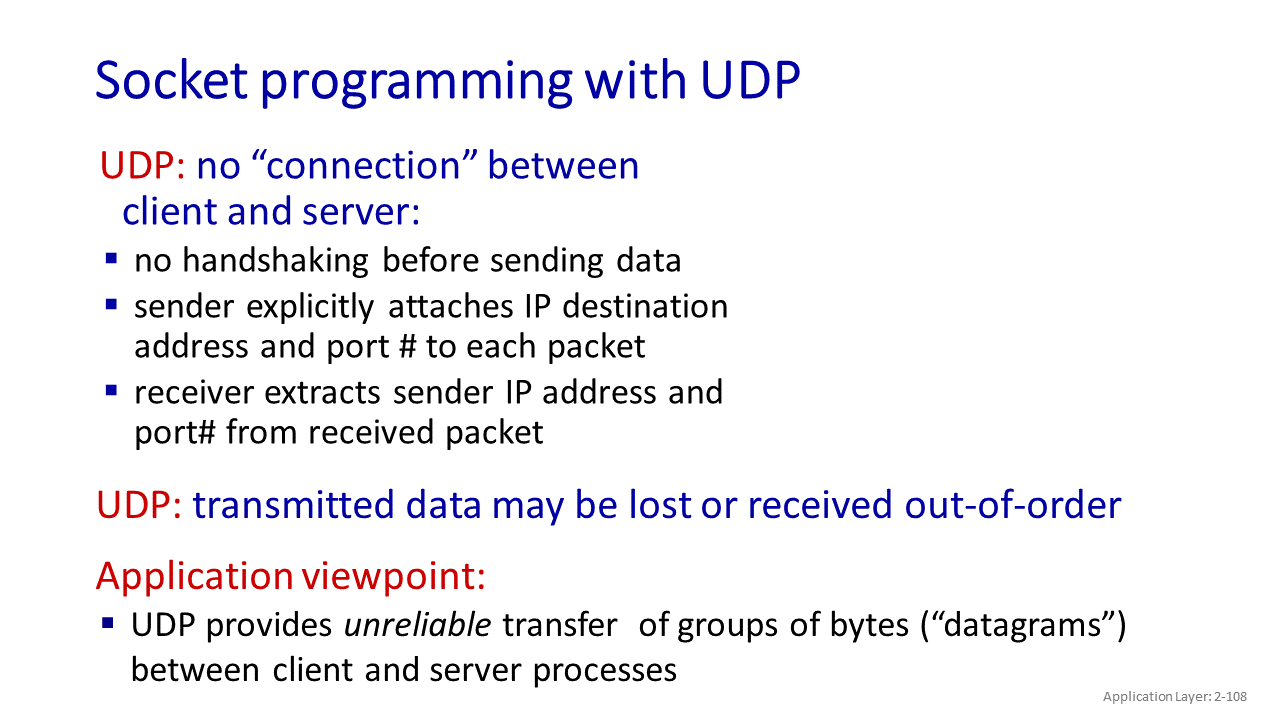 Socket programming with UDP
UDP: no “connection” between
client and server:
▪ no handshaking before sending data
▪ sender explicitly attaches IP destination
address and port # to each packet
▪ receiver extracts sender IP address and
port# from received packet
UDP: transmitted data may be lost or received out-of-order
Application viewpoint:
▪ UDP provides unreliable transfer of groups of bytes (“datagrams”)
between client and server processes
Application Layer: 2-108